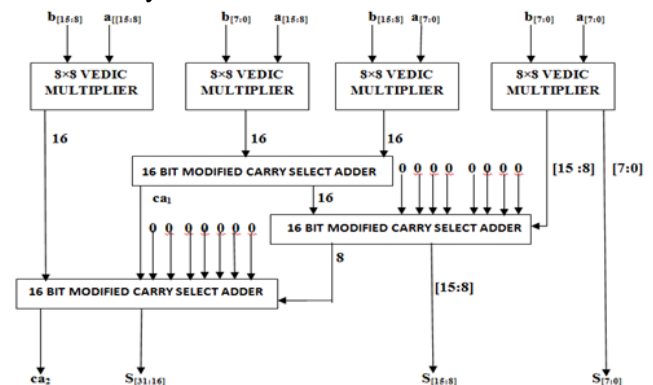 b[15:8] a[[15:8] b[7:0] a[15:8] b[15:8] a[7:0] b[7:0] a[7:0]
8×8 VEDIC MULTIPLIER 8×8 VEDIC MULTIPLIER 8×8 VEDIC MULTIPLIER 8×8 VEDIC MULTIPLIER
16 16 16
16 BIT MODIFIED CARRY SELECT ADDER 0 0 0 0 0 0 0 0 [15 :8] [7:0]
ca1 16
0 0 0 0 0 0 0 16 BIT MODIFIED CARRY SELECT ADDER
8
16 BIT MODIFIED CARRY SELECT ADDER [15:8]
ca2 S[31:16] S[15:8] S[7:0]